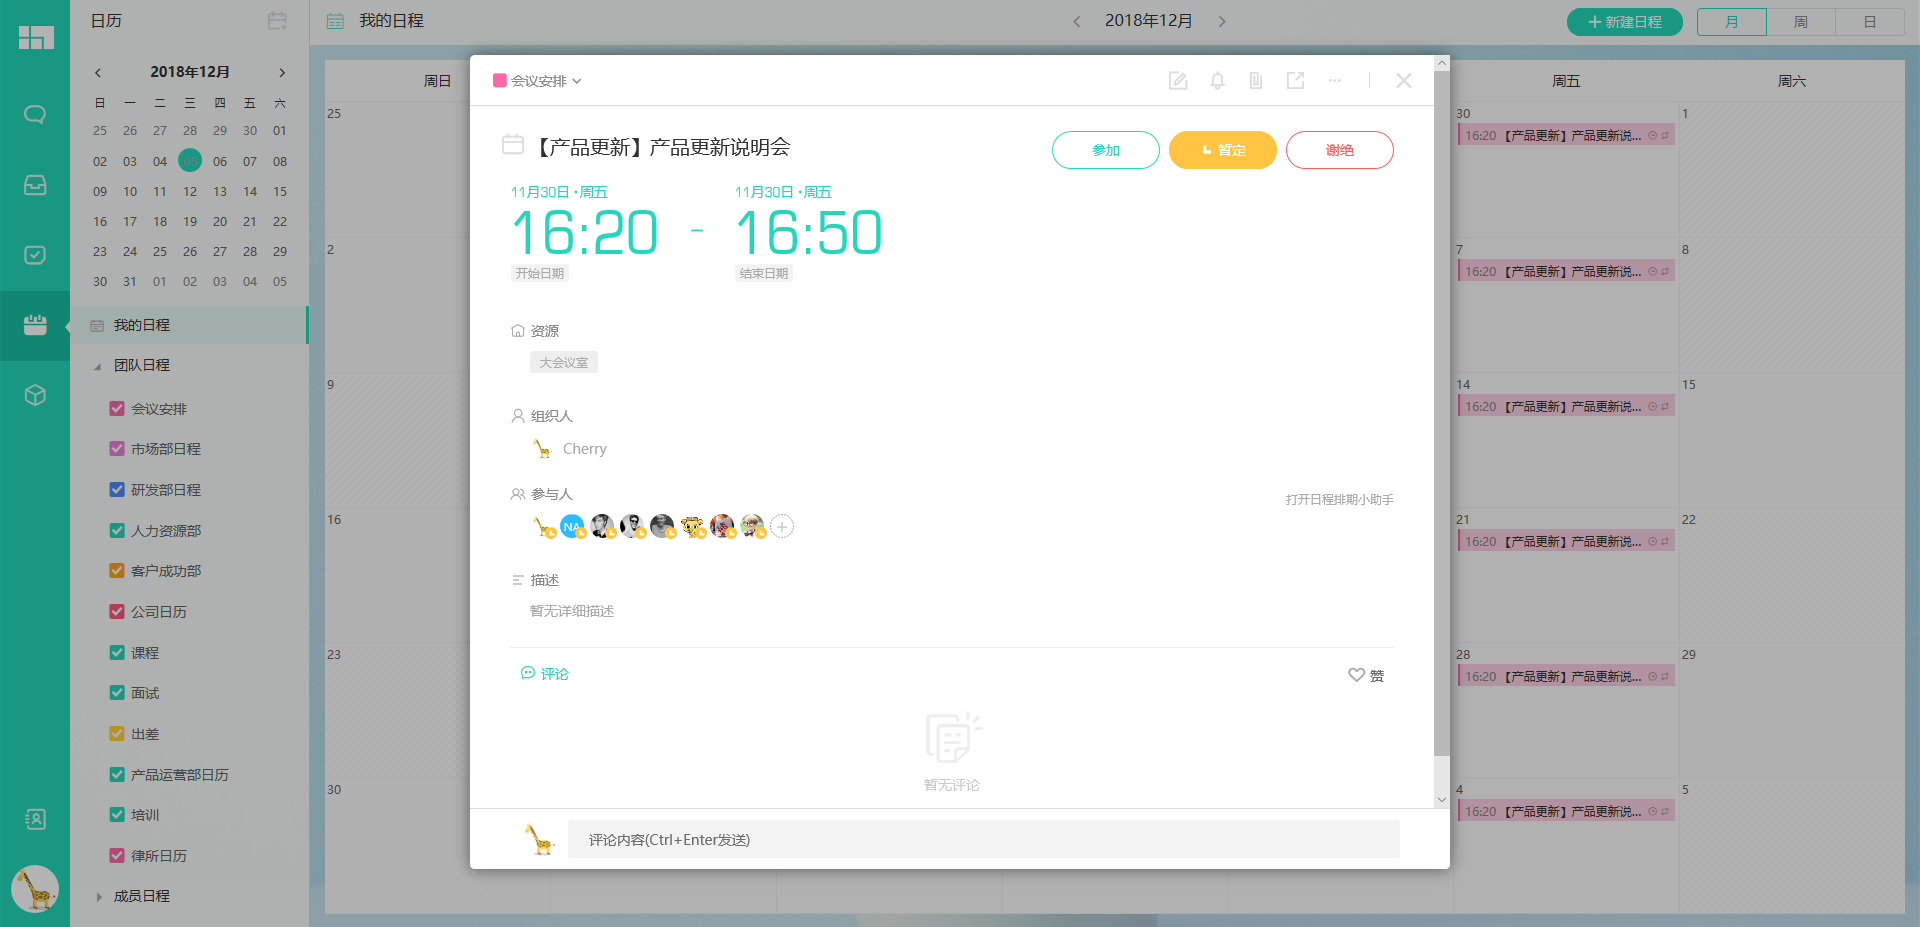 日历
我的日程
2018年12月
新建日程
月
周
日
2018年12月
日 一 二 三 四 五 六
25 26 27 28 29 30 01
02 03 04 05 06 07 08
09 10 11 12 13 14 15
16 17 18 19 20 21 22
23 24 25 26 27 28 29
30 31 01 02 03 04 05
我的日程
团队日程
会议安排
市场部日程
研发部日程
人力资源部
客户成功部
公司日历
课程
面试
出差
产品运营部日历
培训
律所日历
成员日程
周日
周五
周六
25
30
1
16:20 【产品更新】产品更新说...
2
7
8
16:20 【产品更新】产品更新说...
9
14
15
16:20 【产品更新】产品更新说...
16
21
22
16:20 【产品更新】产品更新说...
23
28
29
16:20 【产品更新】产品更新说...
30
4
5
16:20 【产品更新】产品更新说...
会议安排
【产品更新】产品更新说明会
参加
暂定
谢绝
11月30日 •周五
16:20
开始日期
-
11月30日 •周五
16:50
结束日期
资源
大会议室
组织人
Cherry
参与人
打开日程排期小助手
NA
描述
暂无详细描述
评论
赞
暂无评论
评论内容(Ctrl+Enter发送)